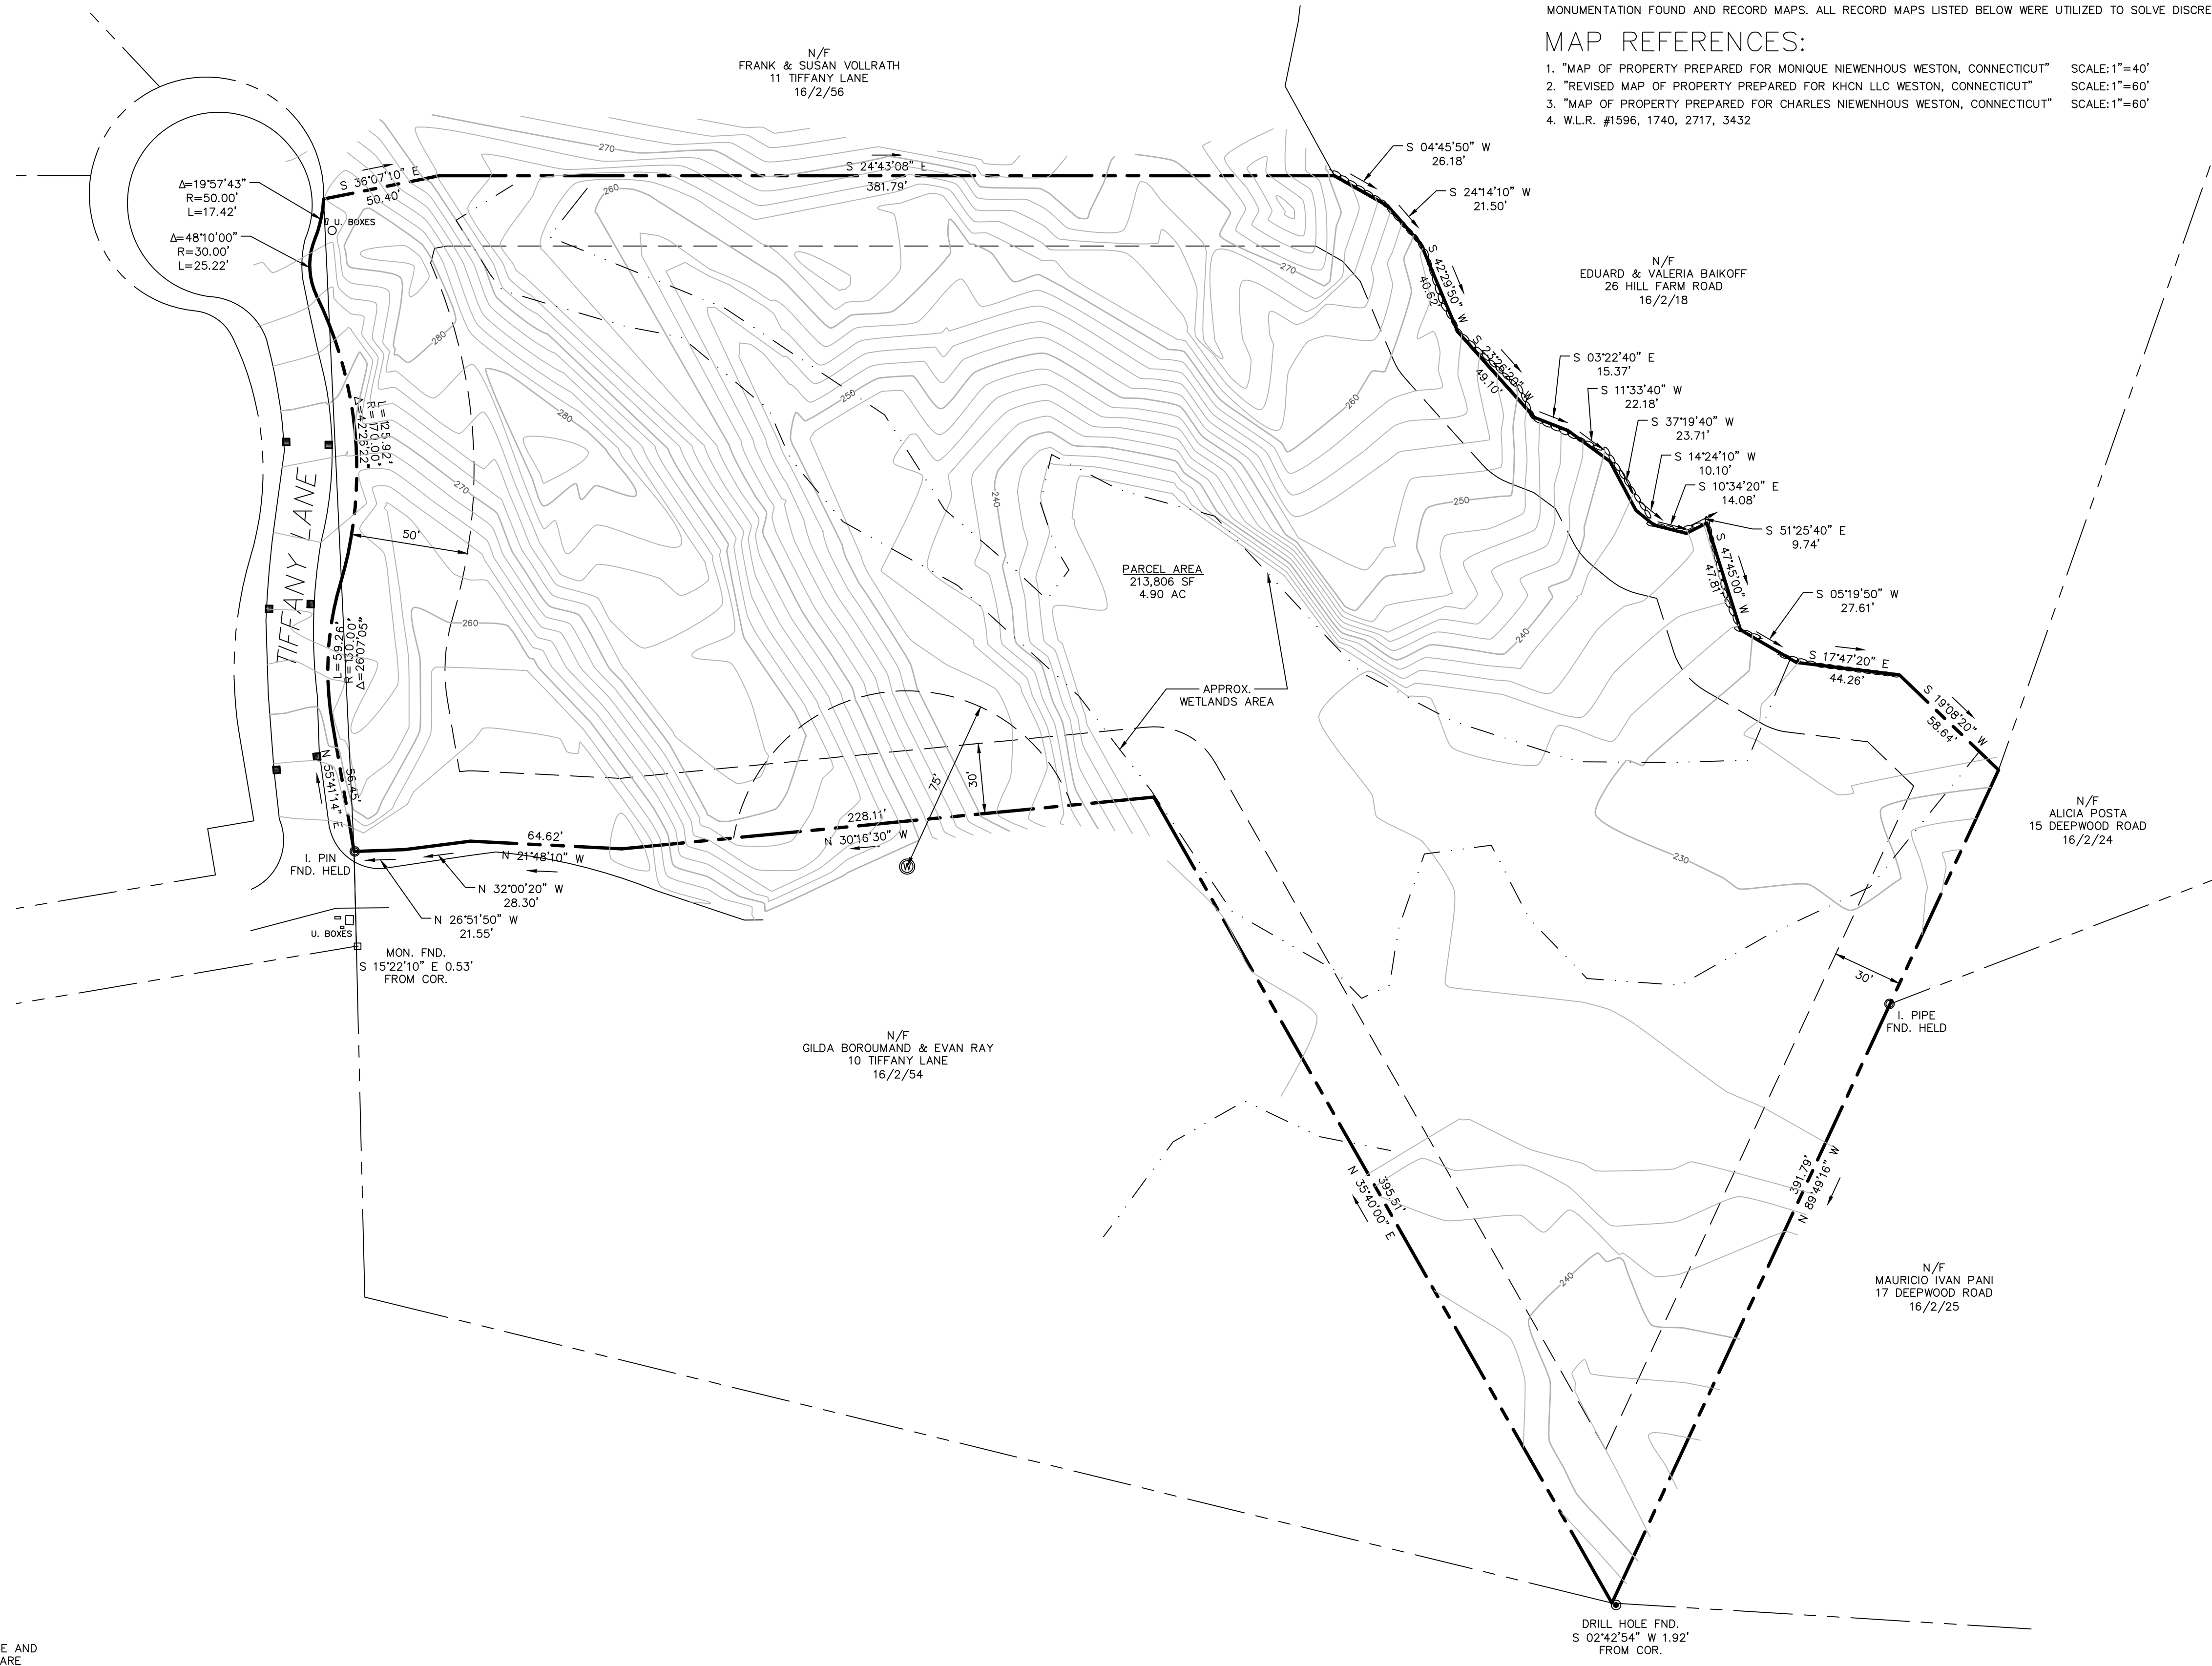 MONUMENTATION FOUND AND RECORD MAPS. ALL RECORD MAPS LISTED BELOW WERE UTILIZED TO SOLVE DISCRE
MAP REFERENCES:
1. "MAP OF PROPERTY PREPARED FOR MONIQUE NIEWENHOUS WESTON, CONNECTICUT" SCALE:1"=40'
2. "REVISED MAP OF PROPERTY PREPARED FOR KHCN LLC WESTON, CONNECTICUT" SCALE:1"=60'
3. "MAP OF PROPERTY PREPARED FOR CHARLES NIEWENHOUS WESTON, CONNECTICUT" SCALE:1"=60'
4. W.L.R. #1596, 1740, 2717, 3432
N/F
FRANK & SUSAN VOLLRATH
11 TIFFANY LANE
16/2/56
270
S 04°45'50" W
26.18'
S 24°43'08" E
381.79'
S 36°07'10" E
50.40'
Δ=19°57'43"
R=50.00'
L=17.42'
260
S 24°14'10" W
21.50'
U. BOXES
Δ=48°10'00"
R=30.00'
L=25.22'
270
S 42°29'50" W
40.62'
N/F
EDUARD & VALERIA BAIKOFF
26 HILL FARM ROAD
16/2/18
280
S 23°26'20" W
49.10'
S 03°22'40" E
15.37'
250
260
S 11°33'40" W
22.18'
280
S 37°19'40" W
23.71'
L=125.92'
R=170.00'
Δ=42°26'22"
S 14°24'10" W
10.10'
S 10°34'20" E
14.08'
270
240
250
TIFFANY LANE
50'
S 51°25'40" E
9.74'
S 47°45'00" W
47.81'
PARCEL AREA
213,806 SF
4.90 AC
S 05°19'50" W
27.61'
260
240
L=59.26'
R=130.00'
Δ=26°07'05"
S 17°47'20" E
44.26'
APPROX.
WETLANDS AREA
S 19°08'20" W
58.64'
75'
30'
N 55°41'14" E
56.45'
N/F
ALICIA POSTA
15 DEEPWOOD ROAD
16/2/24
228.11'
N 30°16'30" W
64.62'
N 21°48'10" W
230
I. PIN
FND. HELD
W
N 32°00'20" W
28.30'
N 26°51'50" W
21.55'
U. BOXES
MON. FND.
S 15°22'10" E 0.53'
FROM COR.
30'
I. PIPE
FND. HELD
N/F
GILDA BOROUMAND & EVAN RAY
10 TIFFANY LANE
16/2/54
395.51'
N 35°40'00" E
391.79'
N 89°49'16" W
240
N/F
MAURICIO IVAN PANI
17 DEEPWOOD ROAD
16/2/25
DRILL HOLE FND.
S 02°42'54" W 1.92'
FROM COR.
E AND
ARE